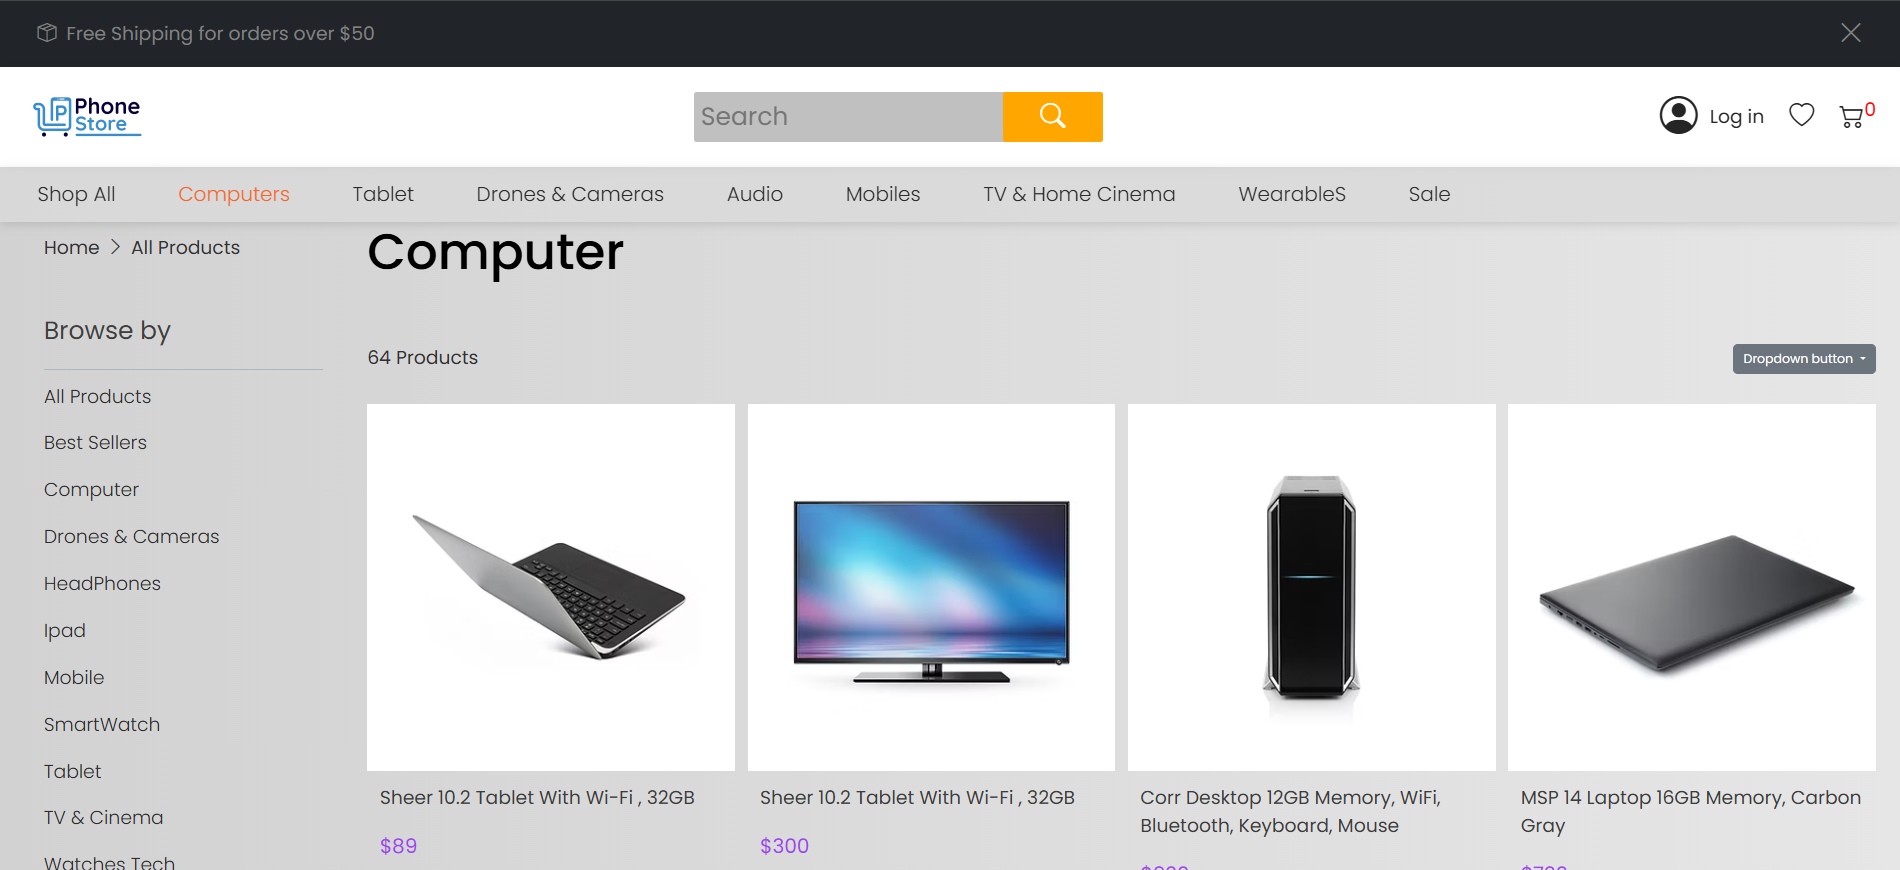 Free Shipping for orders over $50
Phone
Store
Search
Log in
0
Shop All
Computers
Tablet
Drones & Cameras
Audio
Mobiles
TV & Home Cinema
WearableS
Sale
Home
All Products
Computer
Browse by
64 Products
Dropdown button
All Products
Best Sellers
Computer
Drones & Cameras
HeadPhones
Ipad
Mobile
SmartWatch
Tablet
TV & Cinema
Watches Tech
Sheer 10.2 Tablet With Wi-Fi , 32GB
$89
Sheer 10.2 Tablet With Wi-Fi , 32GB
$300
Corr Desktop 12GB Memory, WiFi,
Bluetooth, Keyboard, Mouse
MSP 14 Laptop 16GB Memory, Carbon
Gray